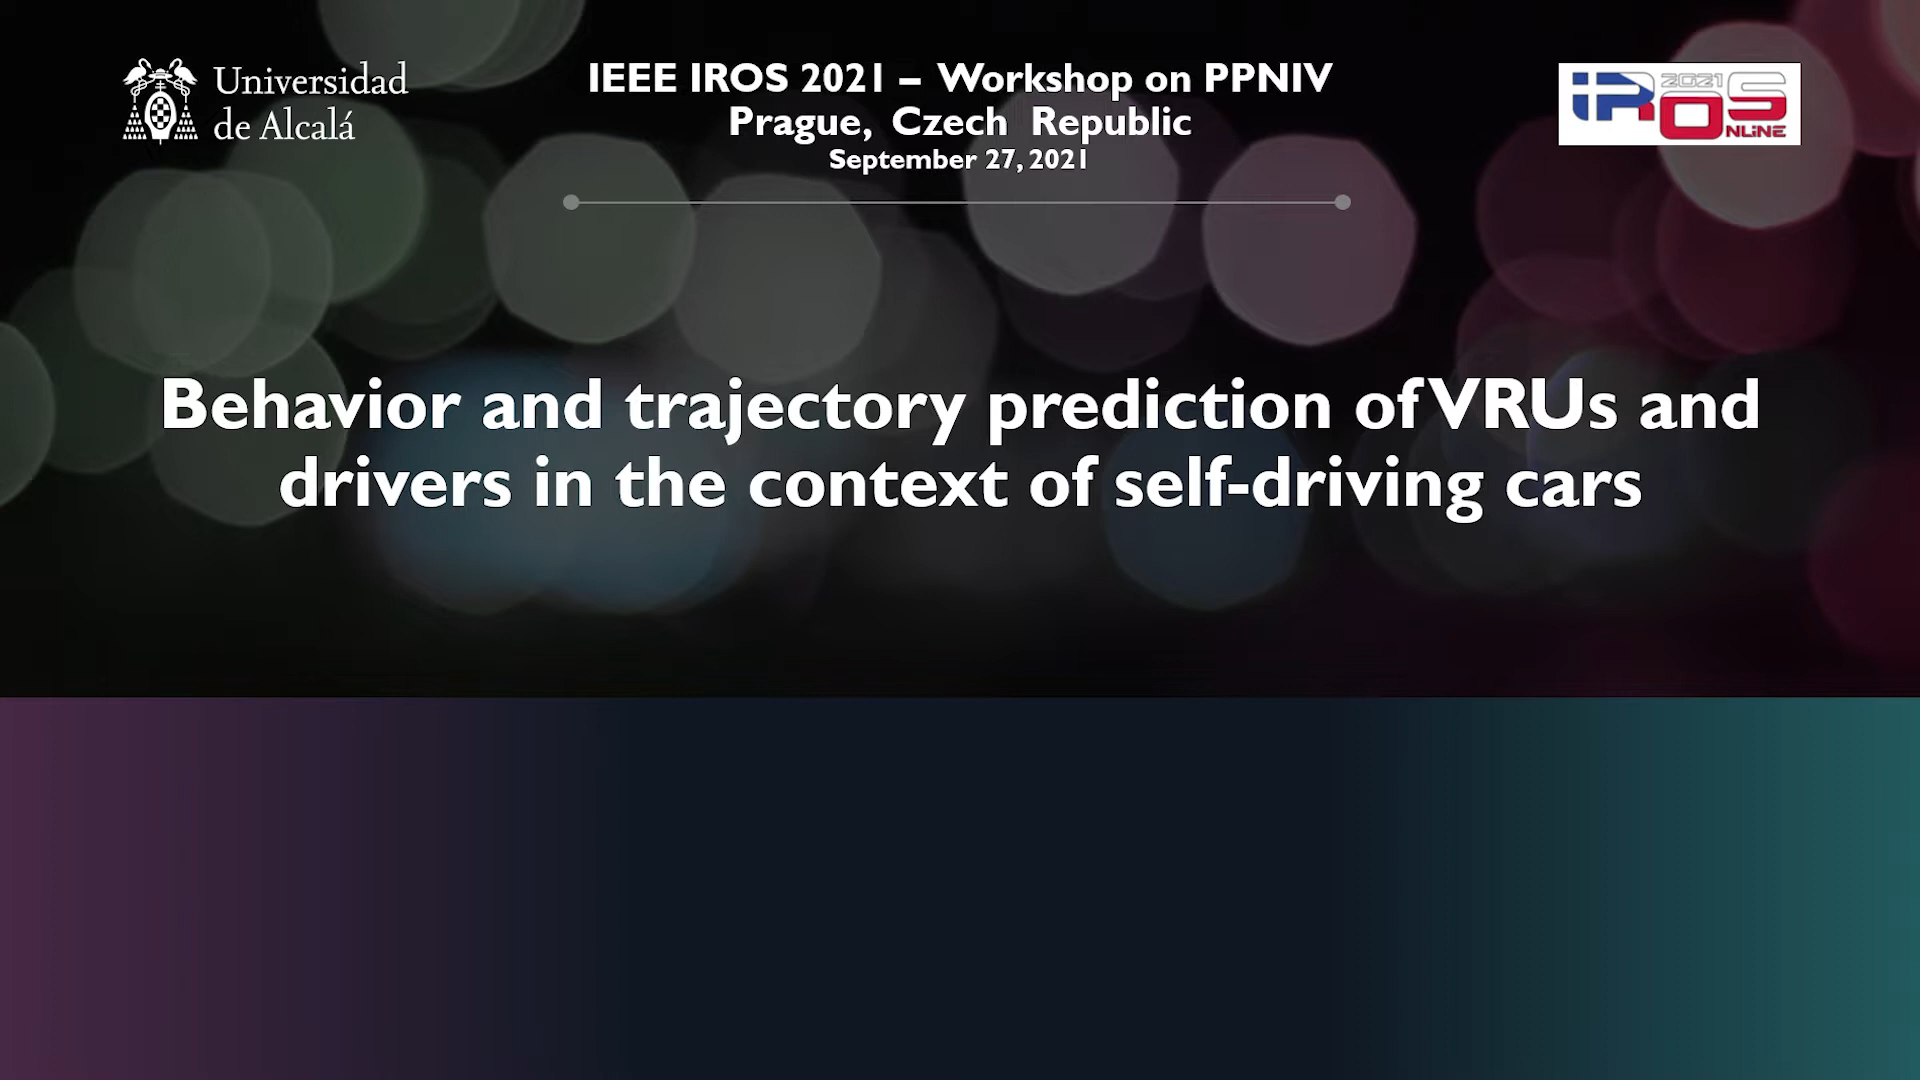 Universidad
de Alcalá
IEEE IROS 2021 – Workshop on PPNIV
Prague, Czech Republic
September 27, 2021
2021
IROS
ONLINE
Behavior and trajectory prediction of VRUs and
drivers in the context of self-driving cars